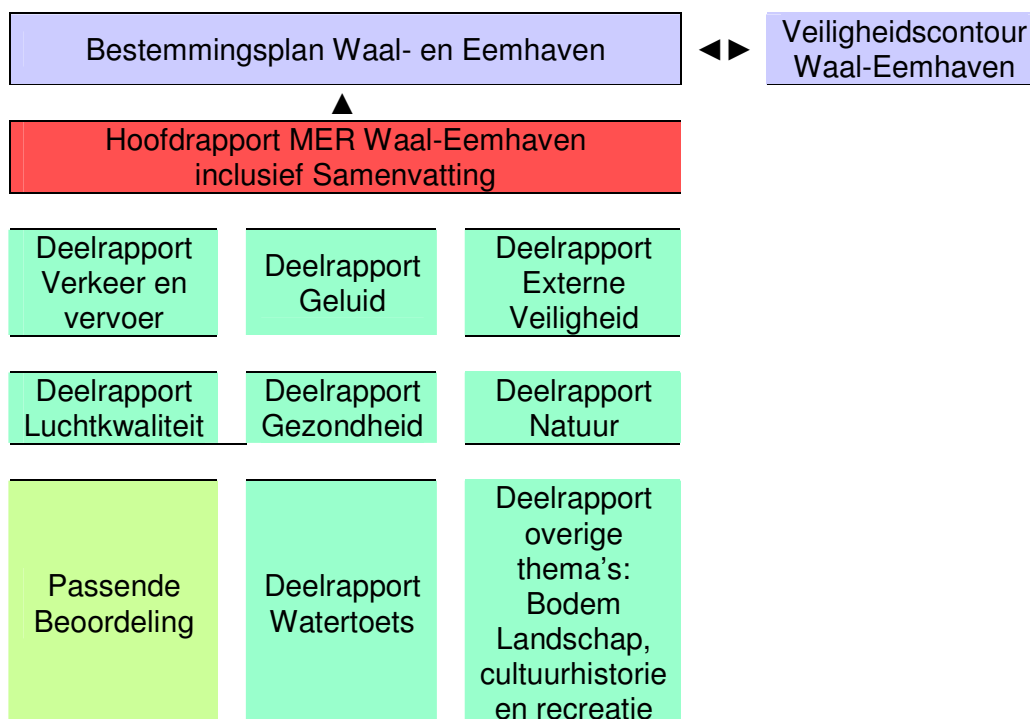 Bestemmingsplan Waal- en Eemhaven
◄►
Veiligheidscontour
Waal-Eemhaven
▲
Hoofdrapport MER Waal-Eemhaven
inclusief Samenvatting
Deelrapport
Verkeer en
vervoer
Deelrapport
Geluid
Deelrapport
Externe
Veiligheid
Deelrapport
Luchtkwaliteit
Deelrapport
Gezondheid
Deelrapport
Natuur
Passende
Beoordeling
Deelrapport
Watertoets
Deelrapport
overige
thema's:
Bodem
Landschap,
cultuurhistorie
en recreatie